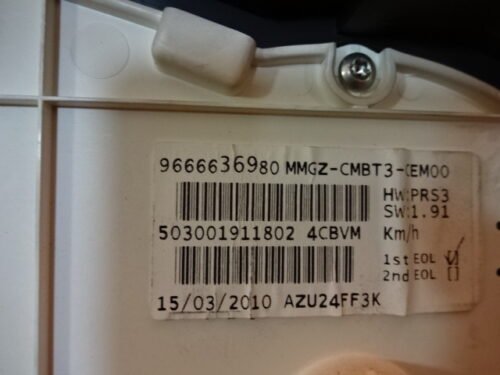 9666636980 MMGZ-CMBT3-CEM00
HW:PRS3
SW:1.91
503001911802 4CBVM Km/h
1st EOL [✓]
2nd EOL []
15/03/2010 AZU24FF3K